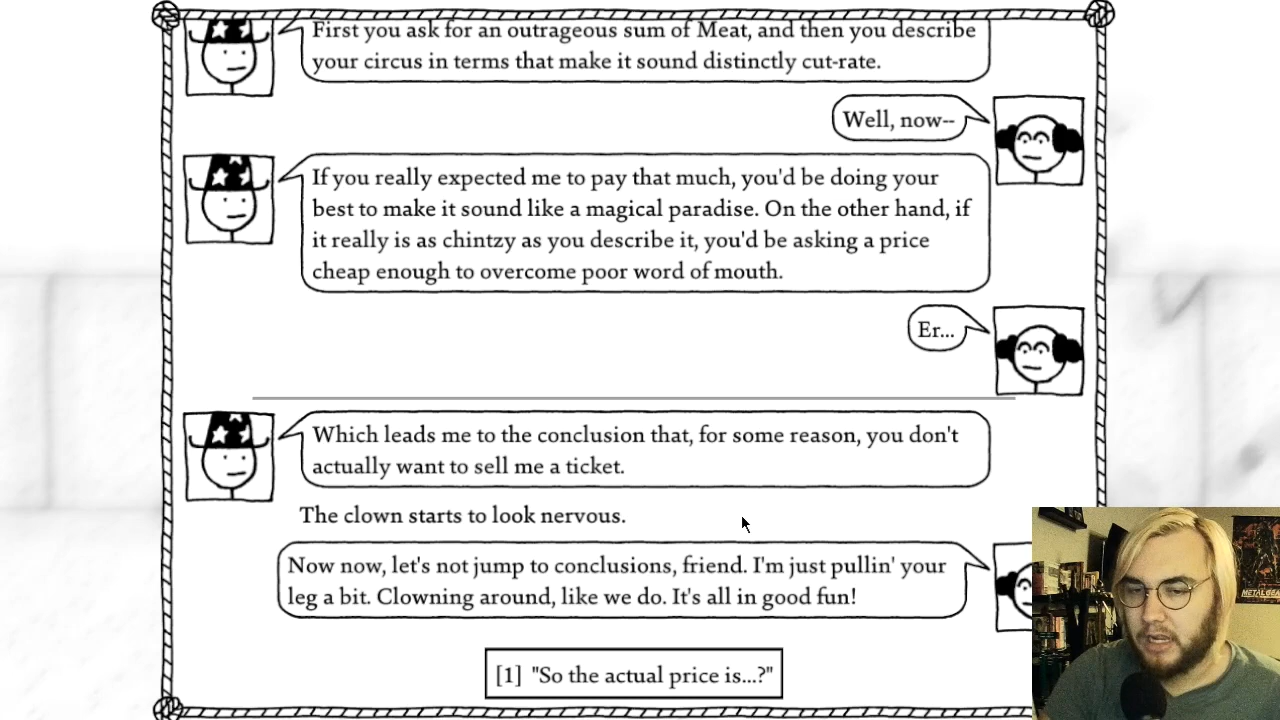 First you ask for an outrageous sum of Meat, and then you describe
your circus in terms that make it sound distinctly cut-rate.
Well, now--
If you really expected me to pay that much, you'd be doing your
best to make it sound like a magical paradise. On the other hand, if
it really is as chintzy as you describe it, you'd be asking a price
cheap enough to overcome poor word of mouth.
Er...
Which leads me to the conclusion that, for some reason, you don't
actually want to sell me a ticket.
The clown starts to look nervous.
Now now, let's not jump to conclusions, friend. I'm just pullin' your
leg a bit. Clowning around, like we do. It's all in good fun!
[1] "So the actual price is...?"